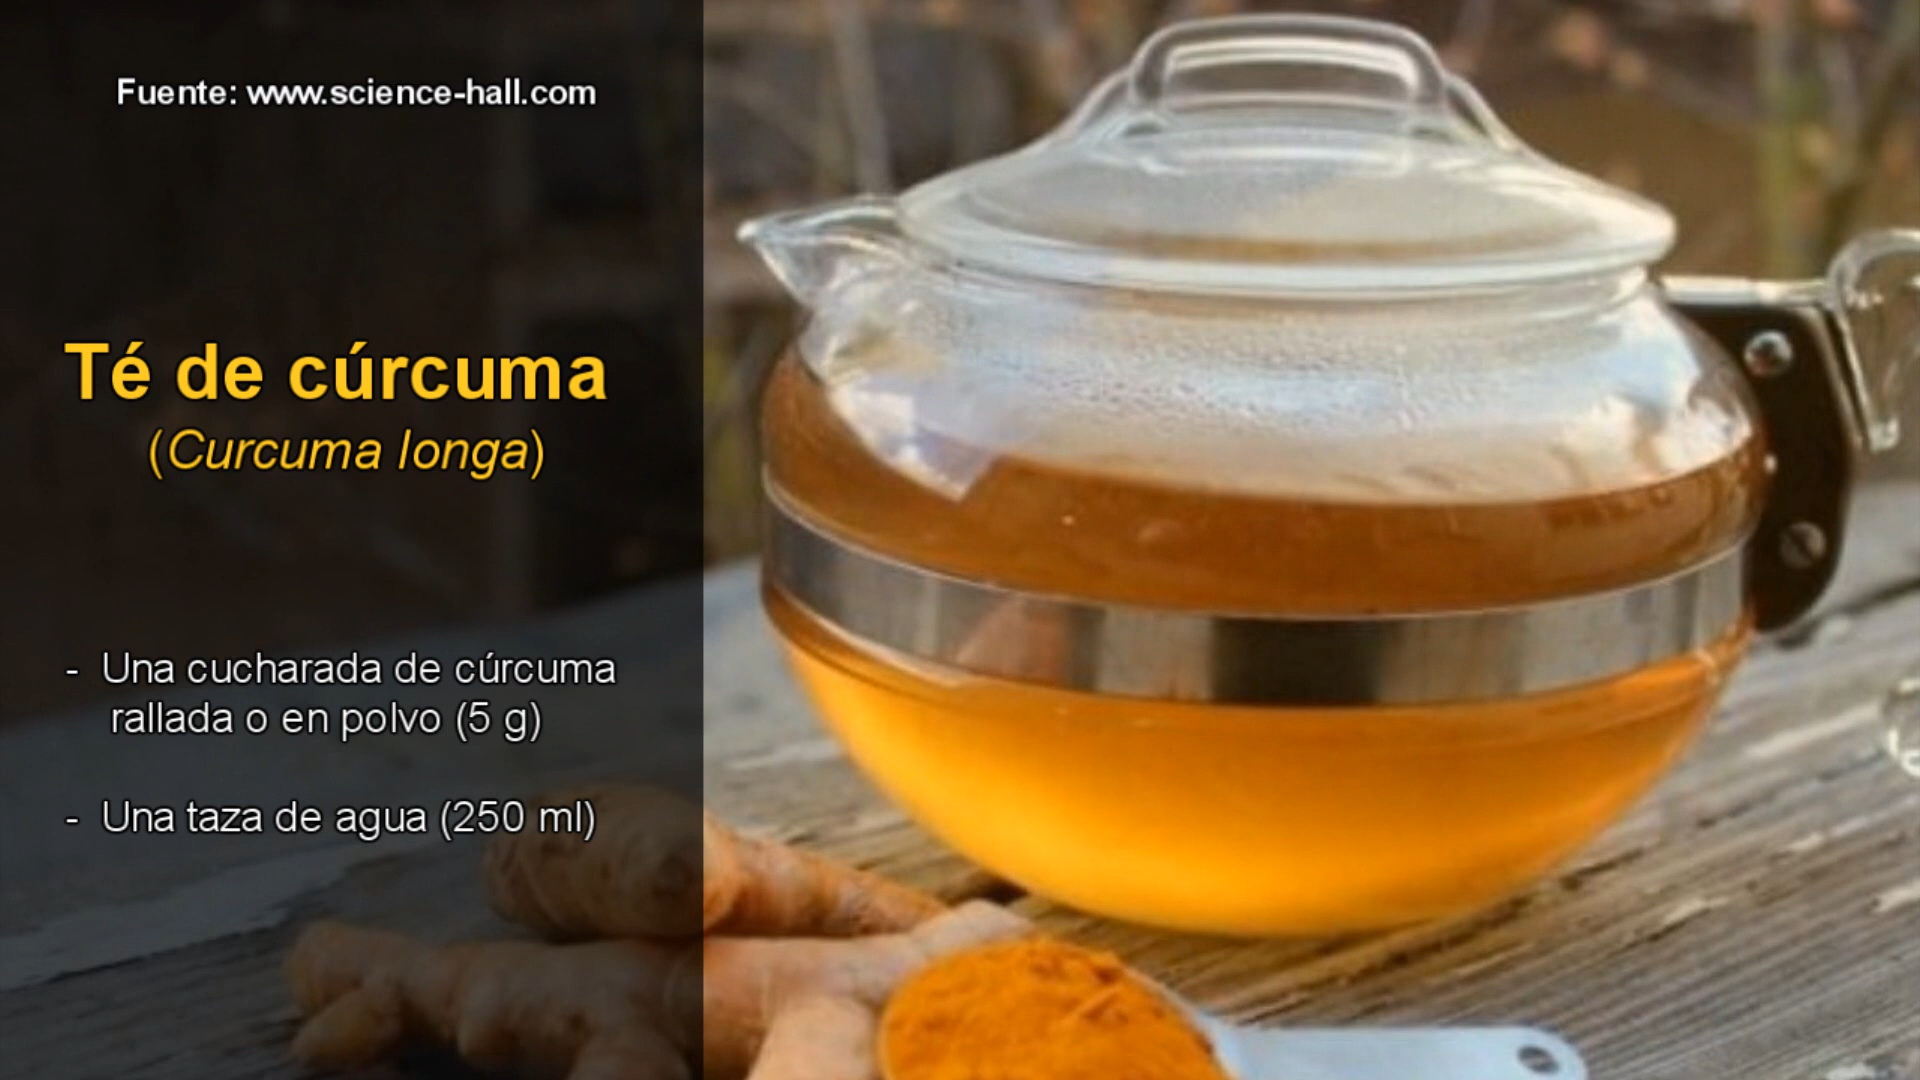 Fuente: www.science-hall.com
Té de cúrcuma
(Curcuma longa)
- Una cucharada de cúrcuma
rallada o en polvo (5 g)
- Una taza de agua (250 ml)